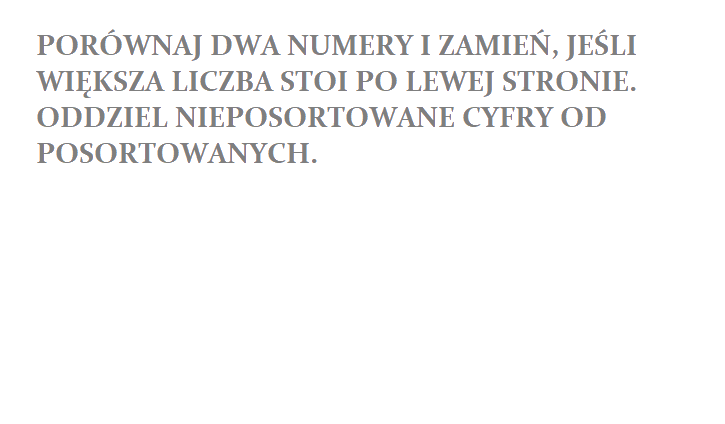 PORÓWNAJ DWA NUMERY I ZAMIEŃ, JEŚLI
WIĘKSZA LICZBA STOI PO LEWEJ STRONIE.
ODDZIEL NIEPOSORTOWANE CYFRY OD
POSORTOWANYCH.